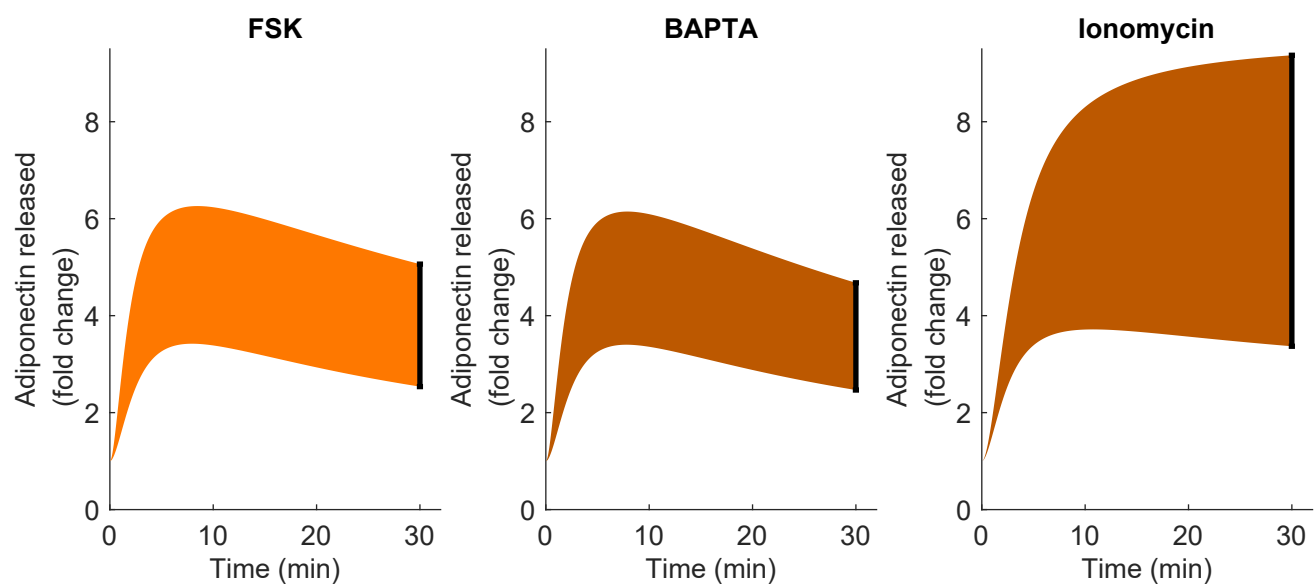 FSK
Adiponectin released
(fold change)
8
6
4
2
0
0 10 20 30
Time (min)
BAPTA
Adiponectin released
(fold change)
8
6
4
2
0
0 10 20 30
Time (min)
Ionomycin
Adiponectin released
(fold change)
8
6
4
2
0
0 10 20 30
Time (min)